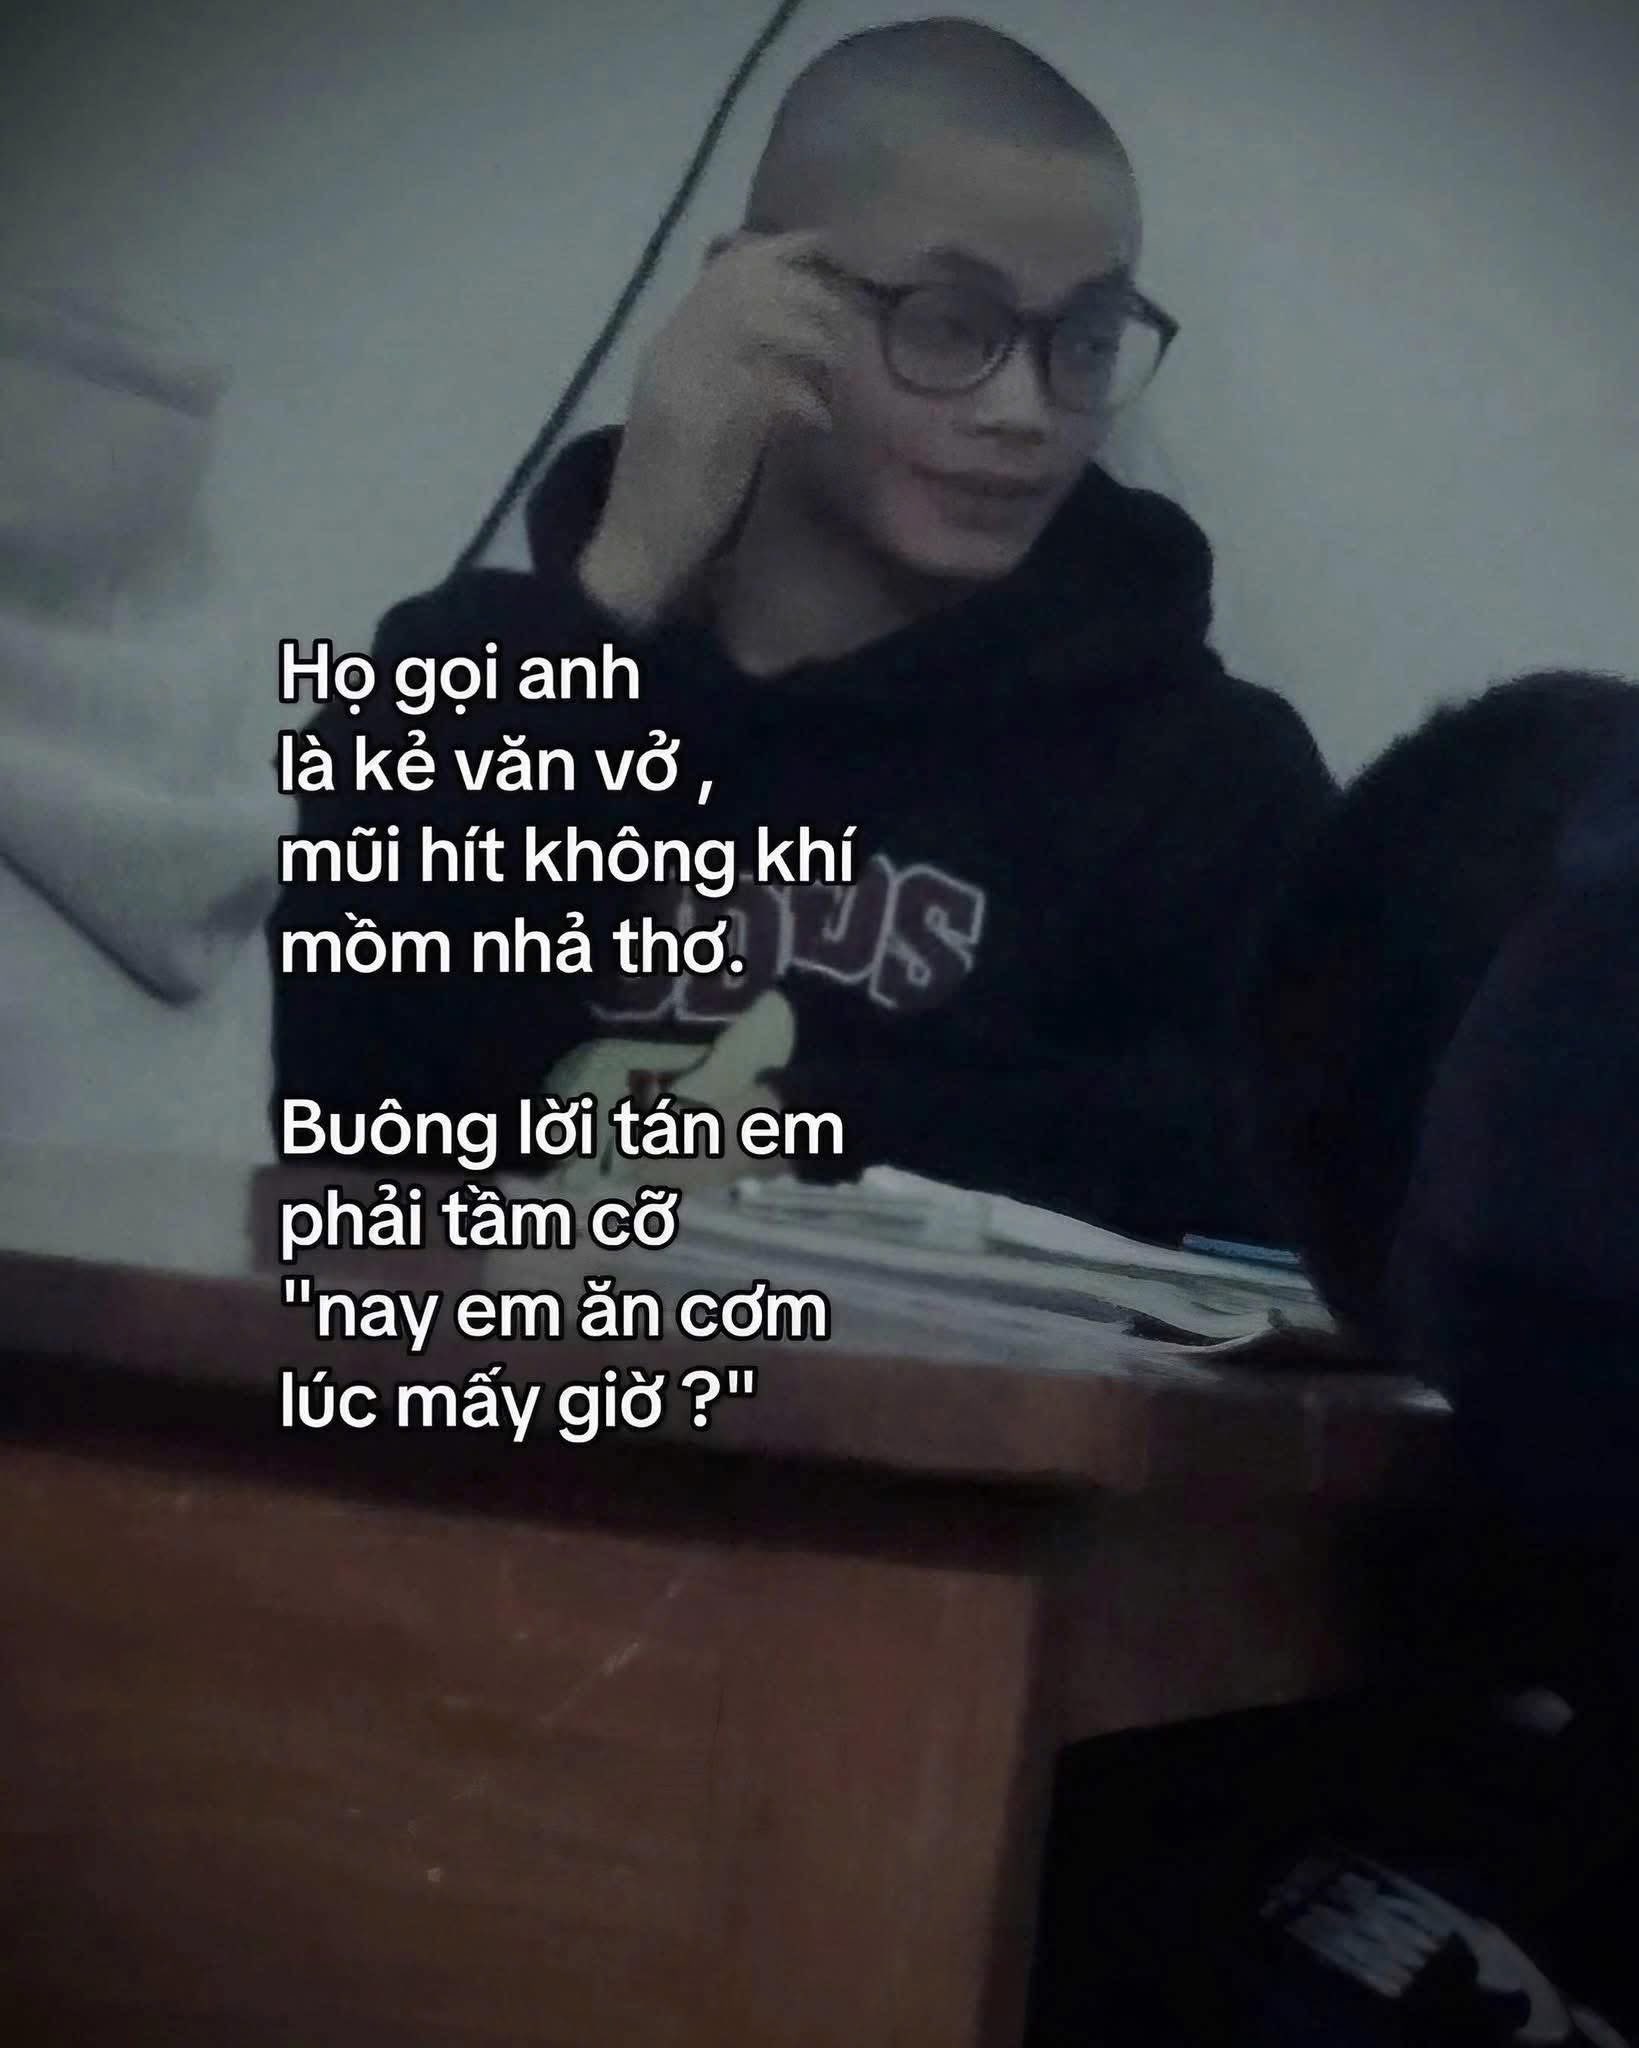 Họ gọi anh
là kẻ văn vở ,
mũi hít không khí
mồm nhả thơ.
Buông lời tán em
phải tầm cỡ
"nay em ăn cơm
lúc mấy giờ ?"